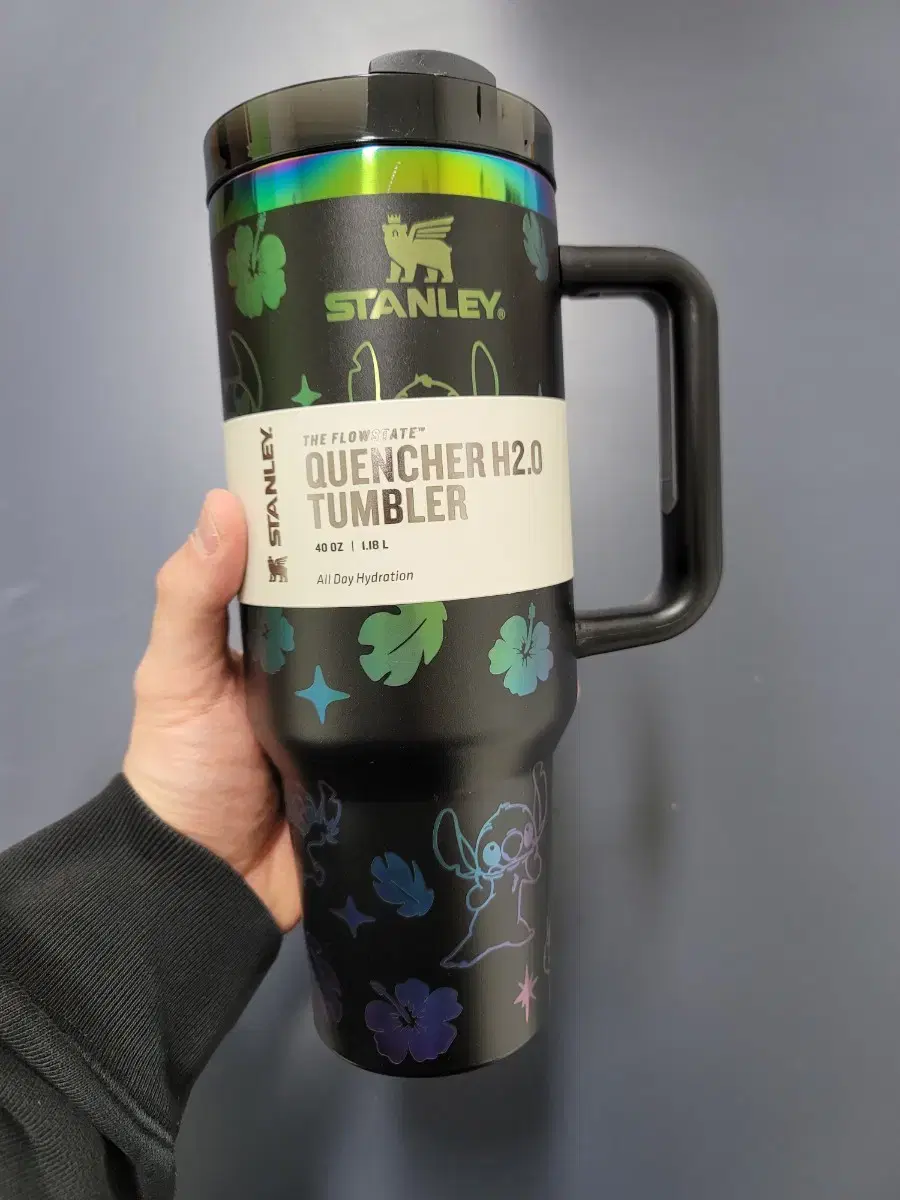 STANLEY®
STANLEY.
THE FLOWSTATE™
QUENCHER H2.0
TUMBLER
40 OZ | 1.18 L
All Day Hydration